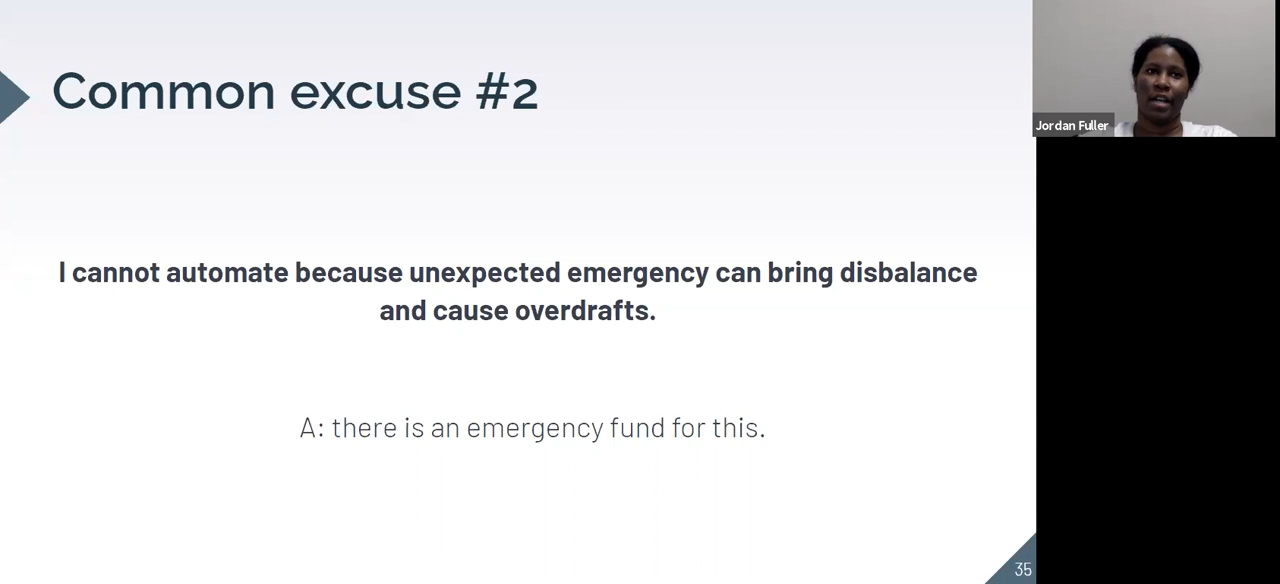 Common excuse #2
Jordan Fuller
I cannot automate because unexpected emergency can bring disbalance
and cause overdrafts.
A: there is an emergency fund for this.
35